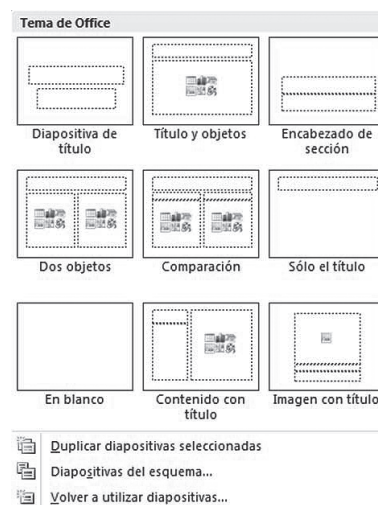 Tema de Office
Diapositiva de
título
Título y objetos
Encabezado de
sección
Dos objetos
Comparación
Sólo el título
En blanco
Contenido con
título
Imagen con título
Duplicar diapositivas seleccionadas
Diapositivas del esquema...
Volver a utilizar diapositivas...